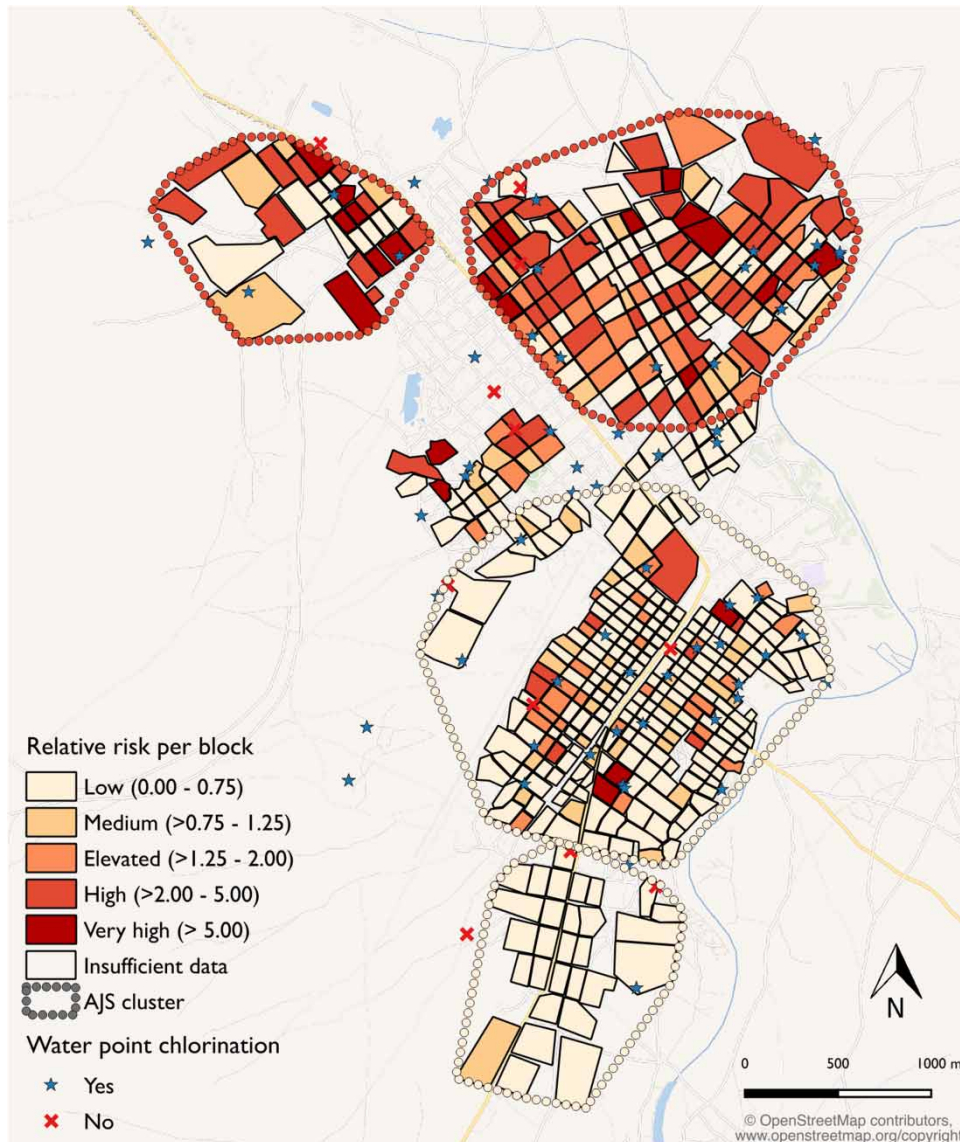 Relative risk per block
Low (0.00 - 0.75)
Medium (>0.75 - 1.25)
Elevated (>1.25 - 2.00)
High (>2.00 - 5.00)
Very high (> 5.00)
Insufficient data
AJS cluster
Water point chlorination
Yes
No
N
0 500 1000 m
© OpenStreetMap contributors,
www.openstreetmap.org/copyright